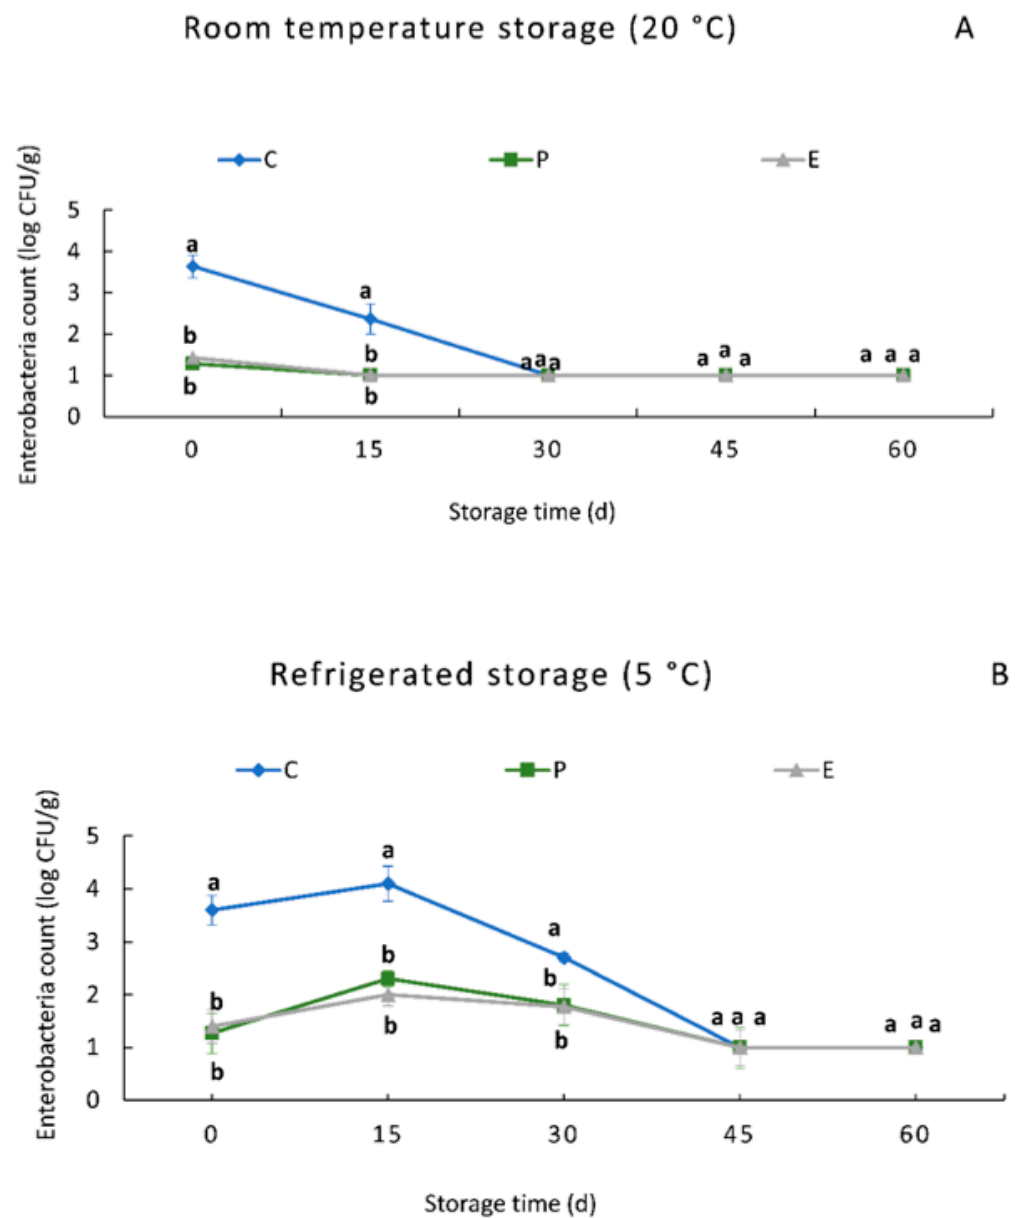 Room temperature storage (20 °C) A
C P E
Enterobacteria count (log CFU/g)
5
4
3
2
1
0
a
a
b
b
b
b
a a a
a a a
a a a
0 15 30 45 60
Storage time (d)
Refrigerated storage (5 °C) B
C P E
Enterobacteria count (log CFU/g)
5
4
3
2
1
0
a
a
a
b
b
b
b
b
b
a a a
a a a
0 15 30 45 60
Storage time (d)